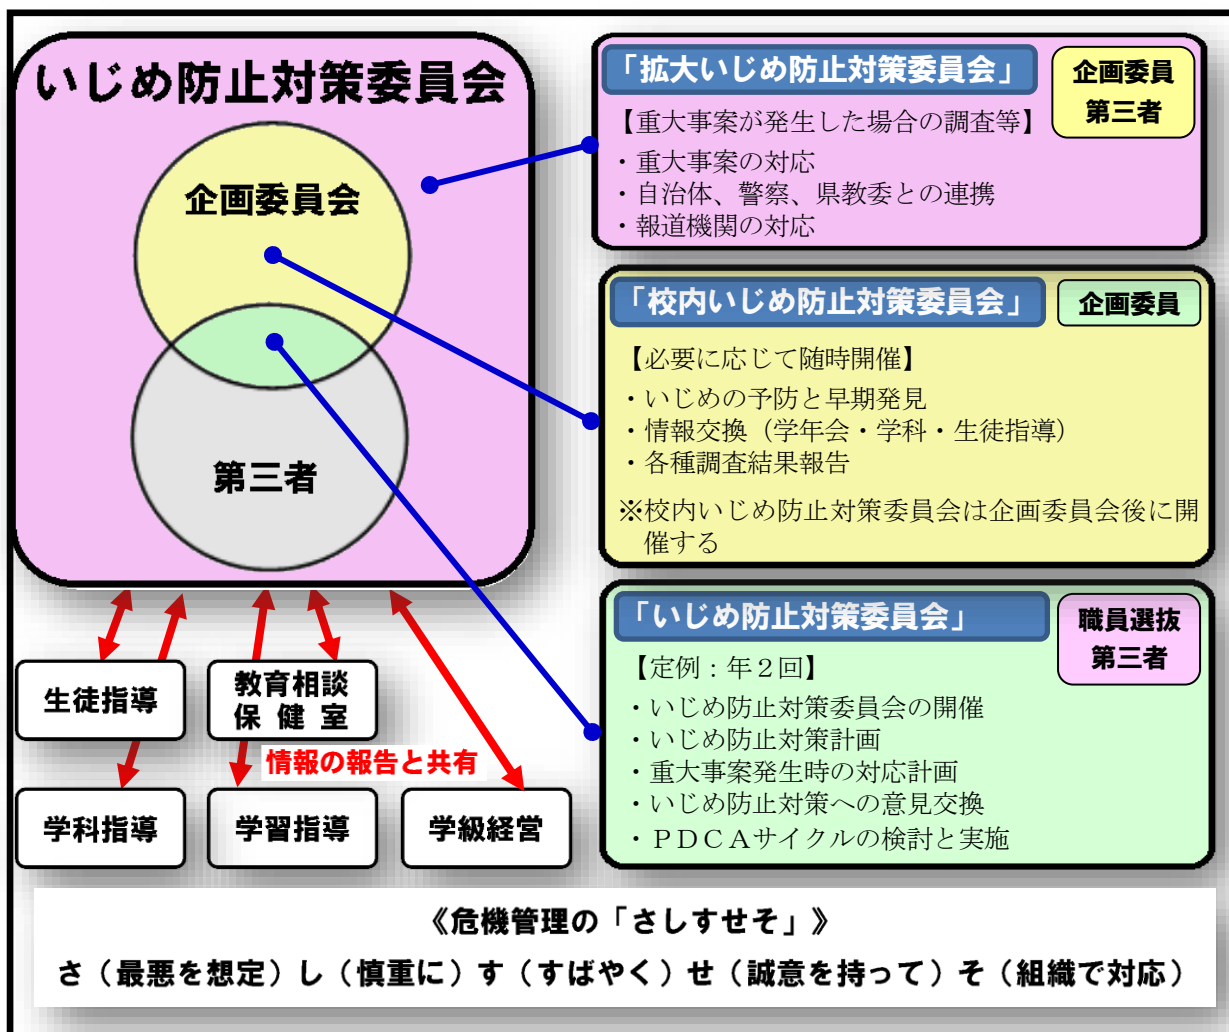 いじめ防止対策委員会
企画委員会
第三者
「拡大いじめ防止対策委員会」
企画委員
第三者
【重大事案が発生した場合の調査等】
・重大事案の対応
・自治体、警察、県教委との連携
・報道機関の対応
「校内いじめ防止対策委員会」
企画委員
【必要に応じて随時開催】
・いじめの予防と早期発見
・情報交換（学年会・学科・生徒指導）
・各種調査結果報告
※校内いじめ防止対策委員会は企画委員会後に開
催する
「いじめ防止対策委員会」
職員選抜
第三者
【定例：年２回】
・いじめ防止対策委員会の開催
・いじめ防止対策計画
・重大事案発生時の対応計画
・いじめ防止対策への意見交換
・ＰＤＣＡサイクルの検討と実施
生徒指導
教育相談
保 健 室
情報の報告と共有
学科指導
学習指導
学級経営
《危機管理の「さしすせそ」》
さ（最悪を想定）し（慎重に）す（すばやく）せ（誠意を持って）そ（組織で対応）